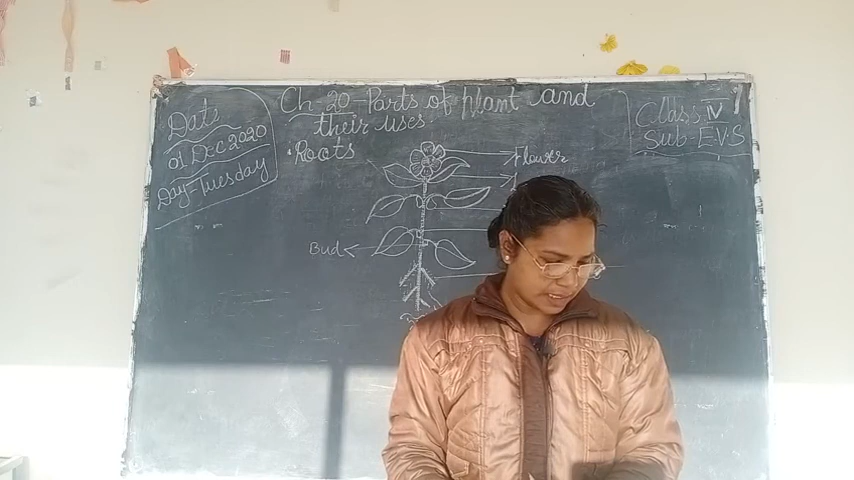 Date
01 Dec 2020
Day-Tuesday
Ch-20-Parts of plant and
their uses
Class IV
Sub-E.V.S
•Roots
Flower
Bud